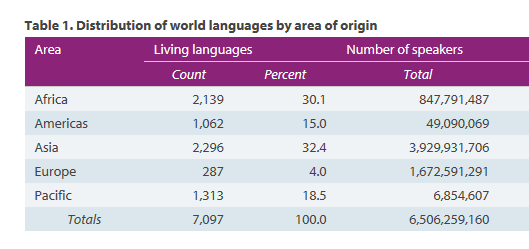 Table 1. Distribution of world languages by area of origin
Area Living languages Number of speakers
Count Percent Total
Africa 2,139 30.1 847,791,487
Americas 1,062 15.0 49,090,069
Asia 2,296 32.4 3,929,931,706
Europe 287 4.0 1,672,591,291
Pacific 1,313 18.5 6,854,607
Totals 7,097 100.0 6,506,259,160